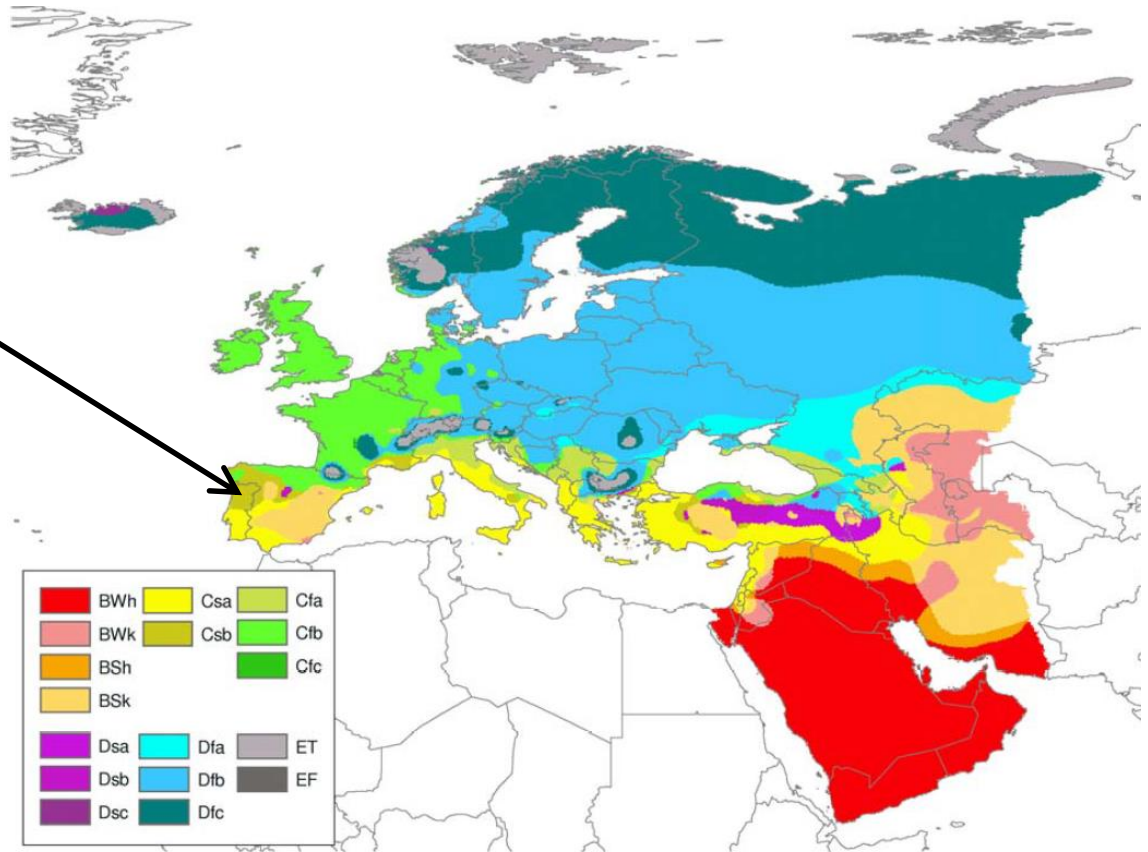 BWh Csa Cfa
BWk Csb Cfb
BSh Cfc
BSk
Dsa Dfa ET
Dsb Dfb EF
Dsc Dfc